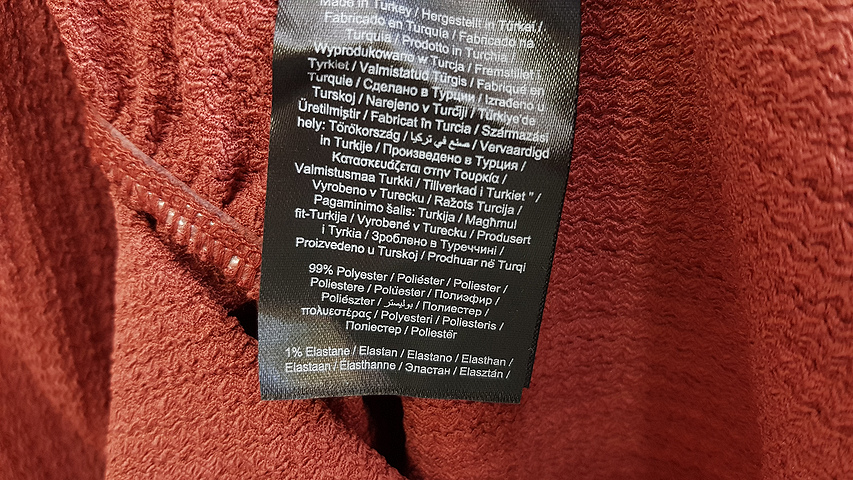 Made in Turkey / Hergestellt in Türkei /
Fabricado en Turquía / Fabricado na
Turquia / Prodotto in Turchia
Wyprodukowano w Turcja / Fremstillet i
Tyrkiet / Valmistatud Türgis / Fabriqué en
Turquie / Сделано в Турции / Izrađeno u
Turskoj / Narejeno v Turčiji / Türkiye'de
Üretilmiştir / Fabricat în Turcia / Származási
hely: Törökország / صنع في تركيا / Vervaardigd
in Turkije / Произведено в Турция /
Κατασκευάζεται στην Τουρκία /
Valmistusmaa Turkki / Tillverkad i Turkiet " /
Vyrobeno v Turecku / Ražots Turcija /
Pagaminimo šalis: Turkija / Magħmul
fit-Turkija / Vyrobené v Turecku / Produsert
i Tyrkia / Зроблено в Туреччині /
Proizvedeno u Turskoj / Prodhuar në Turqi
99% Polyester / Poliéster / Poliester /
Poliestere / Polüester / Полиэфир /
Poliészter / بوليستر / Полиестер /
πολυεστέρας / Polyesteri / Poliesteris /
Поліестер / Poliestër
1% Elastane / Elastan / Elastano / Elasthan /
Elastaan / Élasthanne / Эластан / Elasztán /